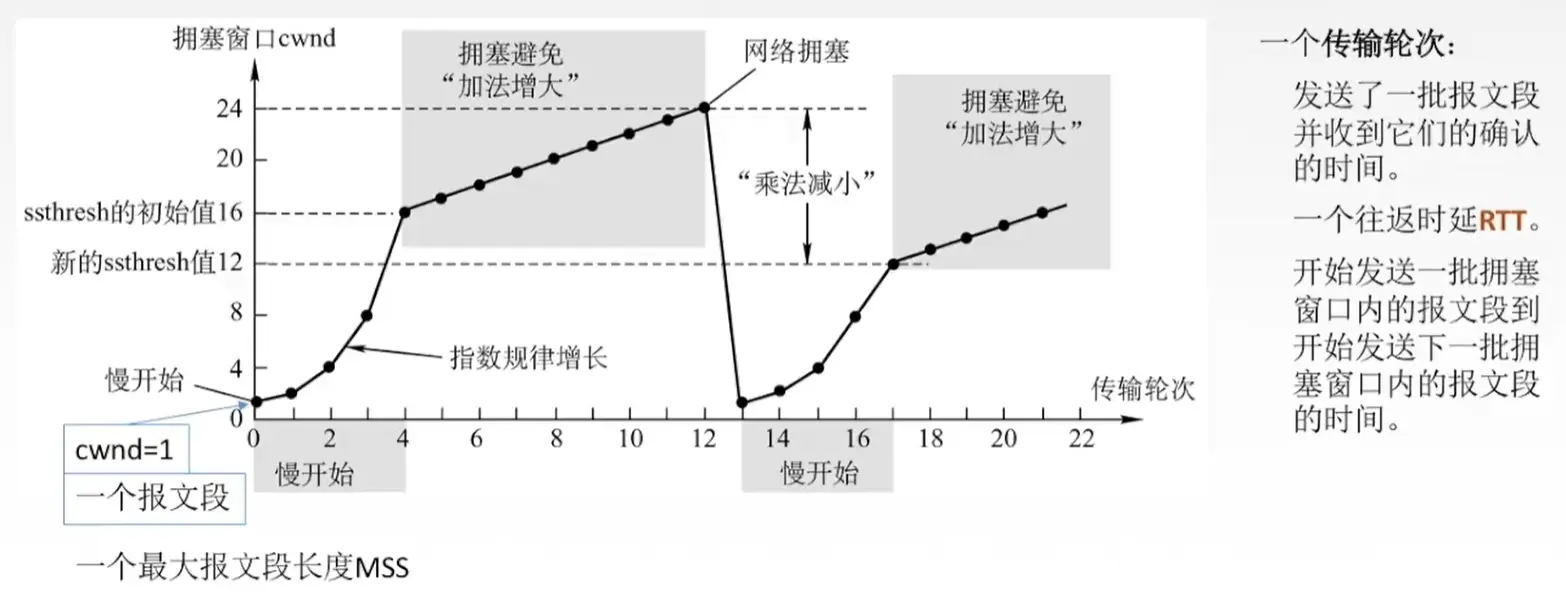 拥塞窗口cwnd
拥塞避免
“加法增大”
网络拥塞
24
20
ssthresh的初始值16
新的ssthresh值12
8
4
0
“乘法减小”
拥塞避免
“加法增大”
指数规律增长
慢开始
传输轮次
0 2 4 6 8 10 12 14 16 18 20 22
慢开始
慢开始
cwnd=1
一个报文段
一个最大报文段长度MSS
一个传输轮次：
发送了一批报文段
并收到它们的确认
的时间。
一个往返时延RTT。
开始发送一批拥塞
窗口内的报文段到
开始发送下一批拥
塞窗口内的报文段
的时间。